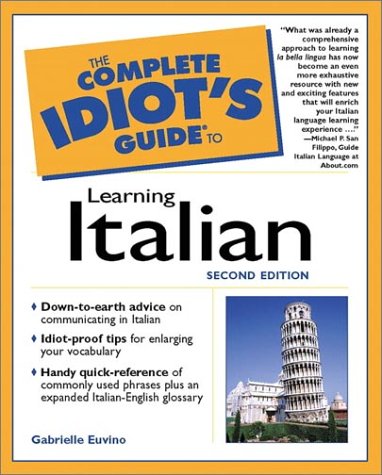 THE
COMPLETE
IDIOT'S
GUIDE® TO
"What was already a
comprehensive
approach to learning
la bella lingua has now
become an even
more exhaustive
resource with new and
exciting features that
will enrich your Italian
language learning
experience ...."
—Michael P. San
Filippo, Guide
Italian Language at
About.com
Learning
Italian
SECOND EDITION
♦ Down-to-earth advice on
communicating in Italian
♦ Idiot-proof tips for enlarging
your vocabulary
♦ Handy quick-reference of
commonly used phrases plus an
expanded Italian-English glossary
Gabrielle Euvino